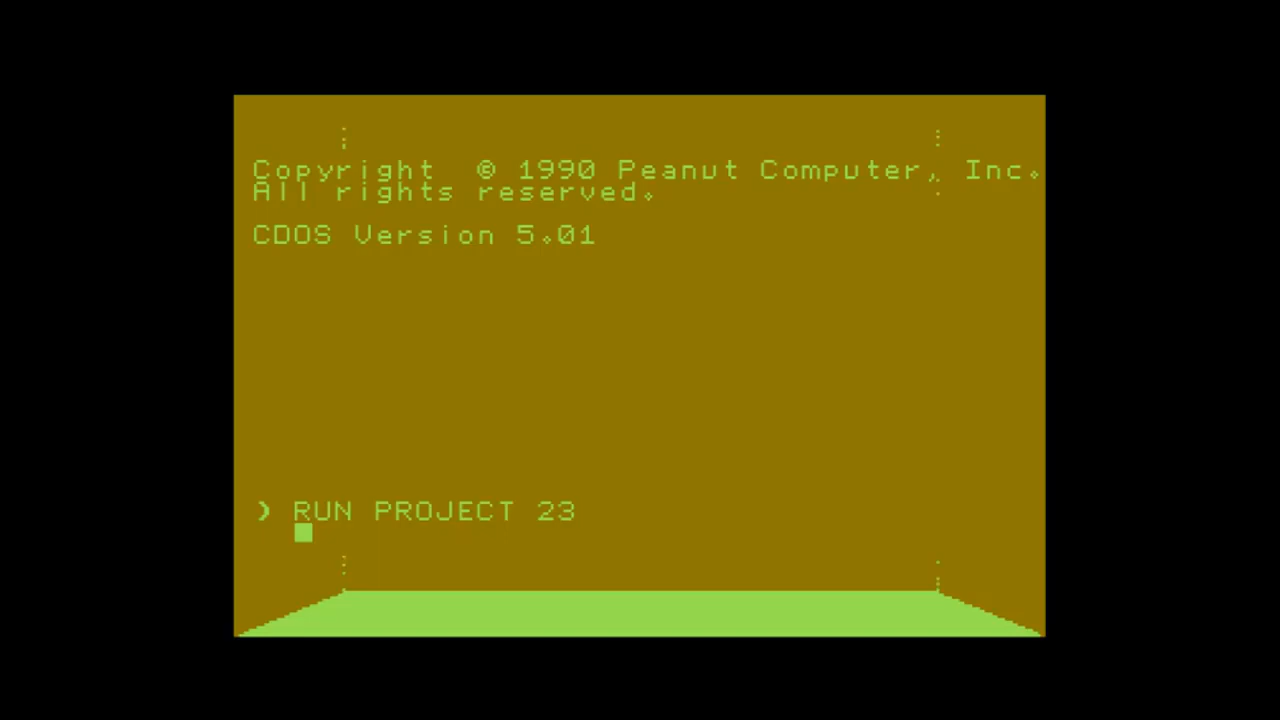 Copyright © 1990 Peanut Computer, Inc.
All rights reserved.
CDOS Version 5.01
❯ RUN PROJECT 23